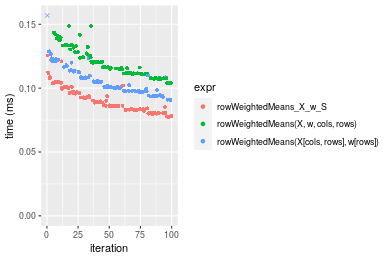 0.15
0.10
0.05
0.00
time (ms)
0
25
50
75
100
iteration
expr
rowWeightedMeans_X_w_S
rowWeightedMeans(X, w, cols, rows)
rowWeightedMeans(X[cols, rows], w[rows])